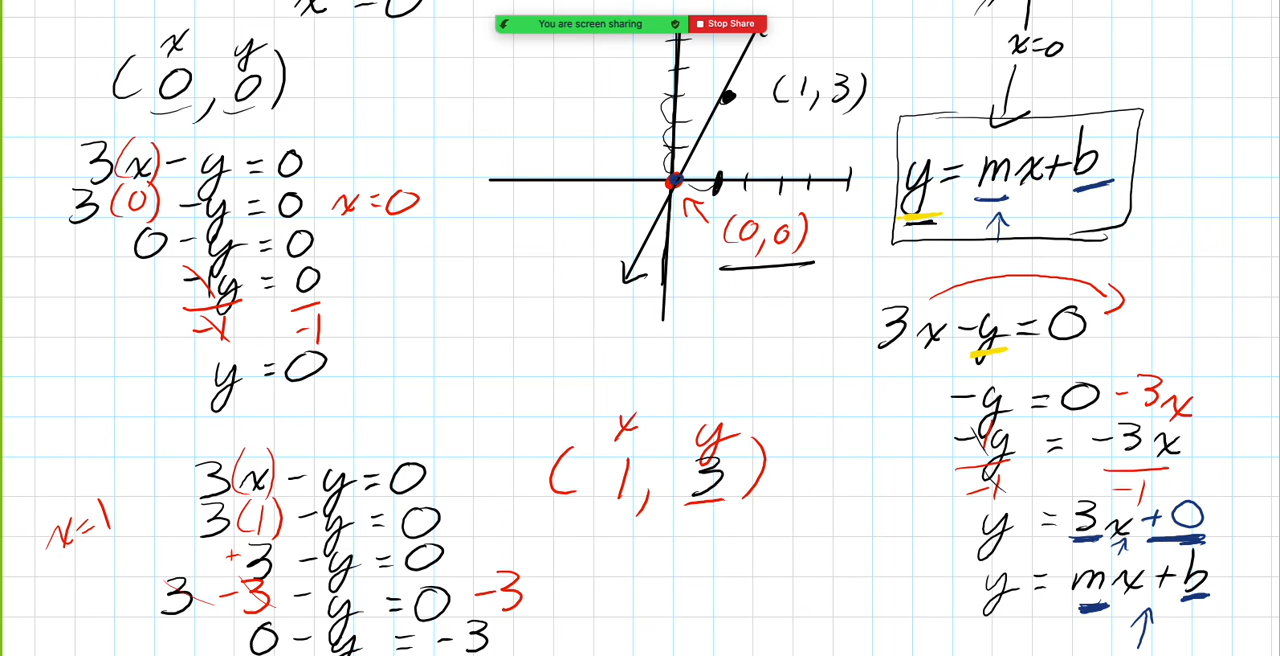 x = 0
You are screen sharing
Stop Share
x=0
x y
(0, 0)
(1, 3)
y = mx+b
3(x) - y = 0
3(0) - y = 0 x=0
0 - y = 0
-1y = 0
-1 -1
y = 0
(0,0)
3x - y = 0
-y = 0 - 3x
-1y = -3x
-1 -1
y = 3x + 0
y = mx + b
x y
(1, 3)
3(x) - y = 0
x=1
3(1) - y = 0
+3 - y = 0
3 - 3 - y = 0 - 3
0 - y = -3